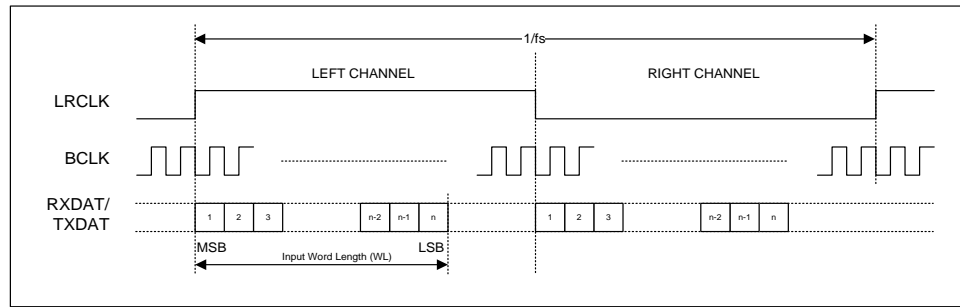 1/fs
LEFT CHANNEL
RIGHT CHANNEL
LRCLK
BCLK
RXDAT/
TXDAT
1 2 3 n-2 n-1 n 1 2 3 n-2 n-1 n
MSB LSB
Input Word Length (WL)